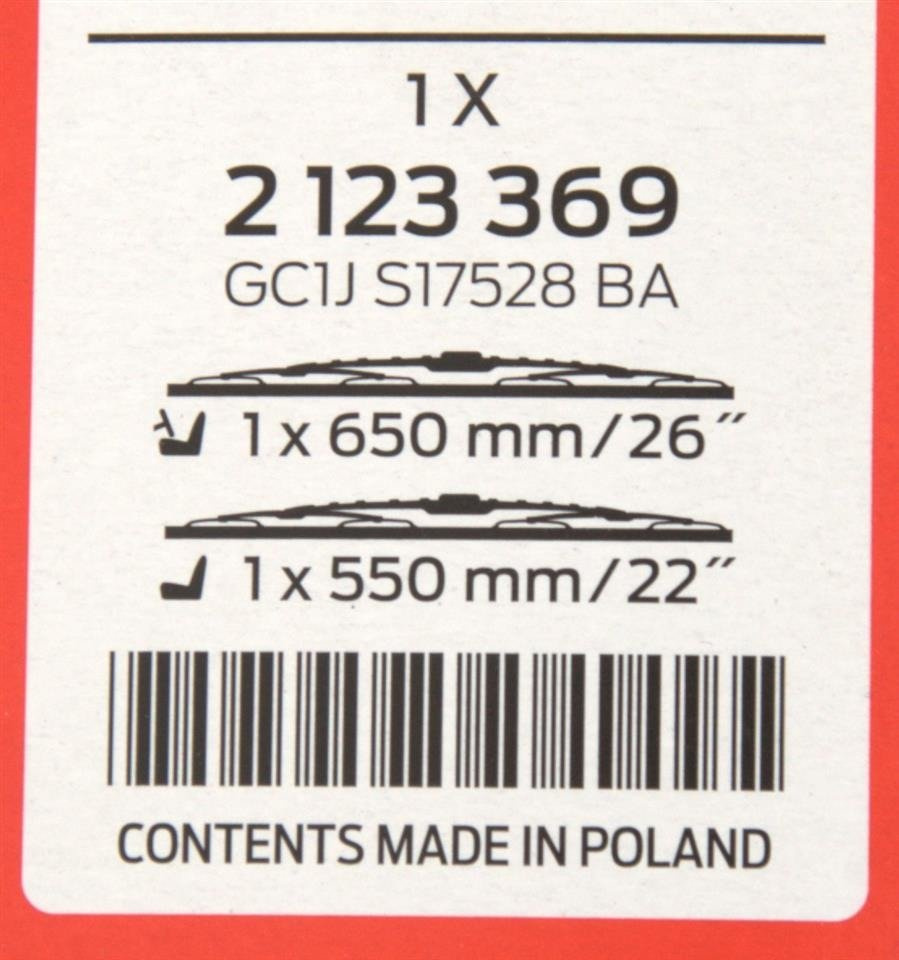 1 X
2 123 369
GC1J S17528 BA
1 x 650 mm/26″
1 x 550 mm/22″
CONTENTS MADE IN POLAND